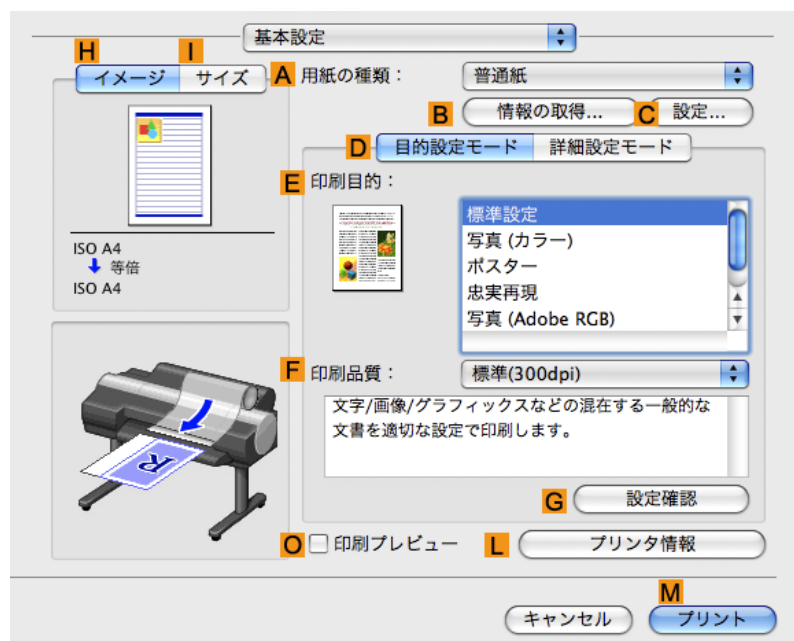 基本設定
H
I
イメージ
サイズ
A 用紙の種類：
普通紙
B 情報の取得...
C 設定...
D 目的設定モード
詳細設定モード
E 印刷目的：
標準設定
写真 (カラー)
ポスター
忠実再現
写真 (Adobe RGB)
ISO A4
等倍
ISO A4
F 印刷品質：
標準(300dpi)
文字/画像/グラフィックスなどの混在する一般的な
文書を適切な設定で印刷します。
R
G 設定確認
O 印刷プレビュー
L プリンタ情報
キャンセル
M
プリント